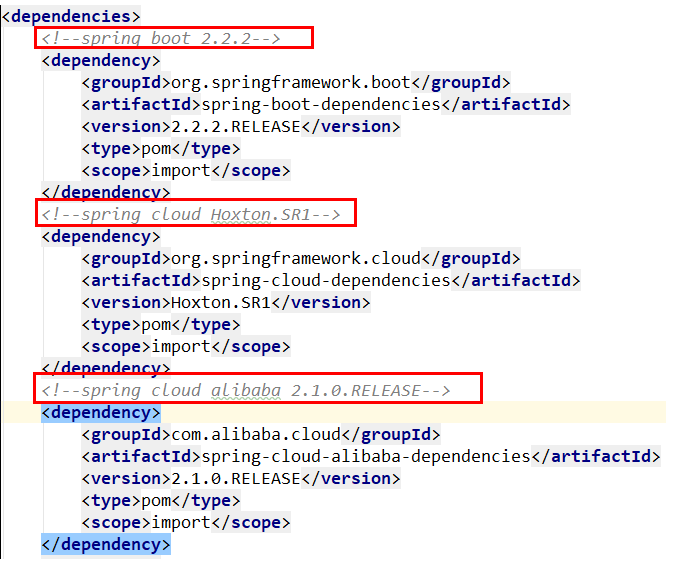 <dependencies>
<!--spring boot 2.2.2-->
<dependency>
<groupId>org.springframework.boot</groupId>
<artifactId>spring-boot-dependencies</artifactId>
<version>2.2.2.RELEASE</version>
<type>pom</type>
<scope>import</scope>
</dependency>
<!--spring cloud Hoxton.SR1-->
<dependency>
<groupId>org.springframework.cloud</groupId>
<artifactId>spring-cloud-dependencies</artifactId>
<version>Hoxton.SR1</version>
<type>pom</type>
<scope>import</scope>
</dependency>
<!--spring cloud alibaba 2.1.0.RELEASE-->
<dependency>
<groupId>com.alibaba.cloud</groupId>
<artifactId>spring-cloud-alibaba-dependencies</artifactId>
<version>2.1.0.RELEASE</version>
<type>pom</type>
<scope>import</scope>
</dependency>